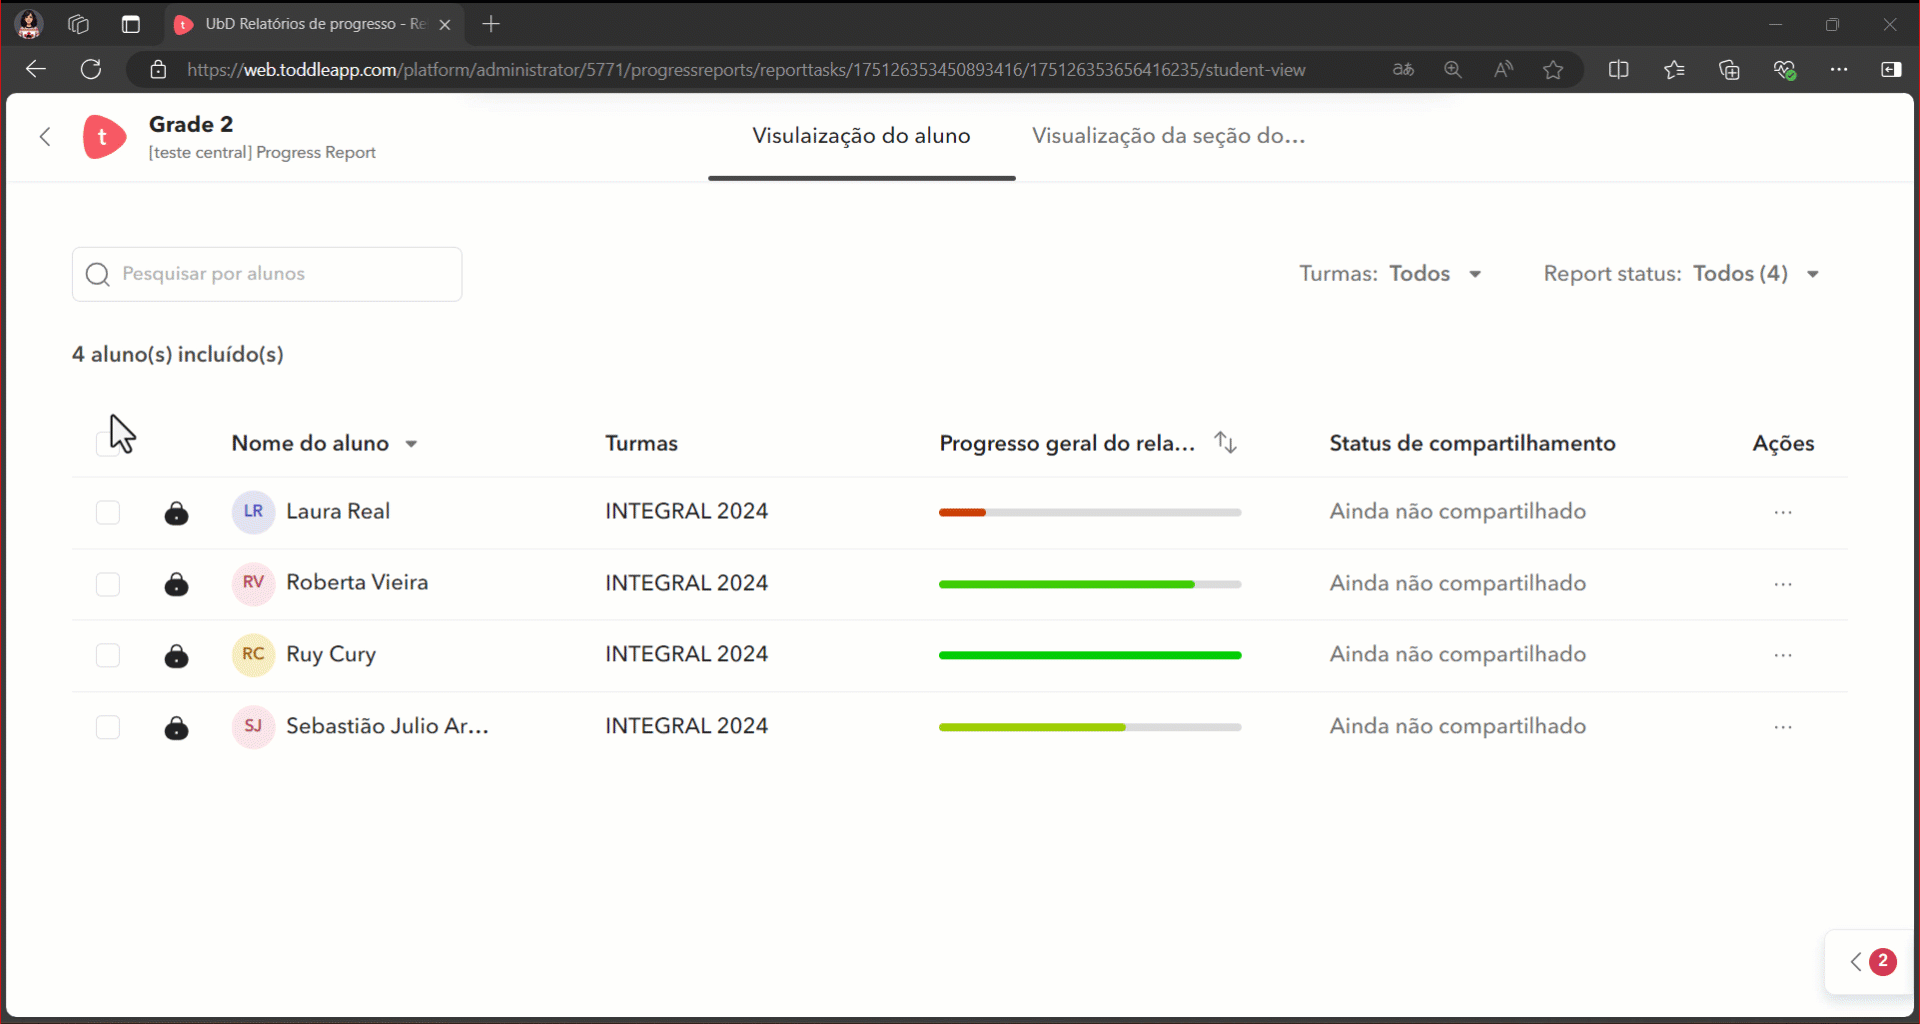 UbD Relatórios de progresso - Re
https://web.toddleapp.com/platform/administrator/5771/progressreports/reporttasks/175126353450893416/175126353656416235/student-view
t
Grade 2
[teste central] Progress Report
Visulaização do aluno
Visualização da seção do...
Pesquisar por alunos
Turmas: Todos
Report status: Todos (4)
4 aluno(s) incluído(s)
Nome do aluno
Turmas
Progresso geral do rela...
Status de compartilhamento
Ações
LR Laura Real INTEGRAL 2024 Ainda não compartilhado ...
RV Roberta Vieira INTEGRAL 2024 Ainda não compartilhado ...
RC Ruy Cury INTEGRAL 2024 Ainda não compartilhado ...
SJ Sebastião Julio Ar... INTEGRAL 2024 Ainda não compartilhado ...
2